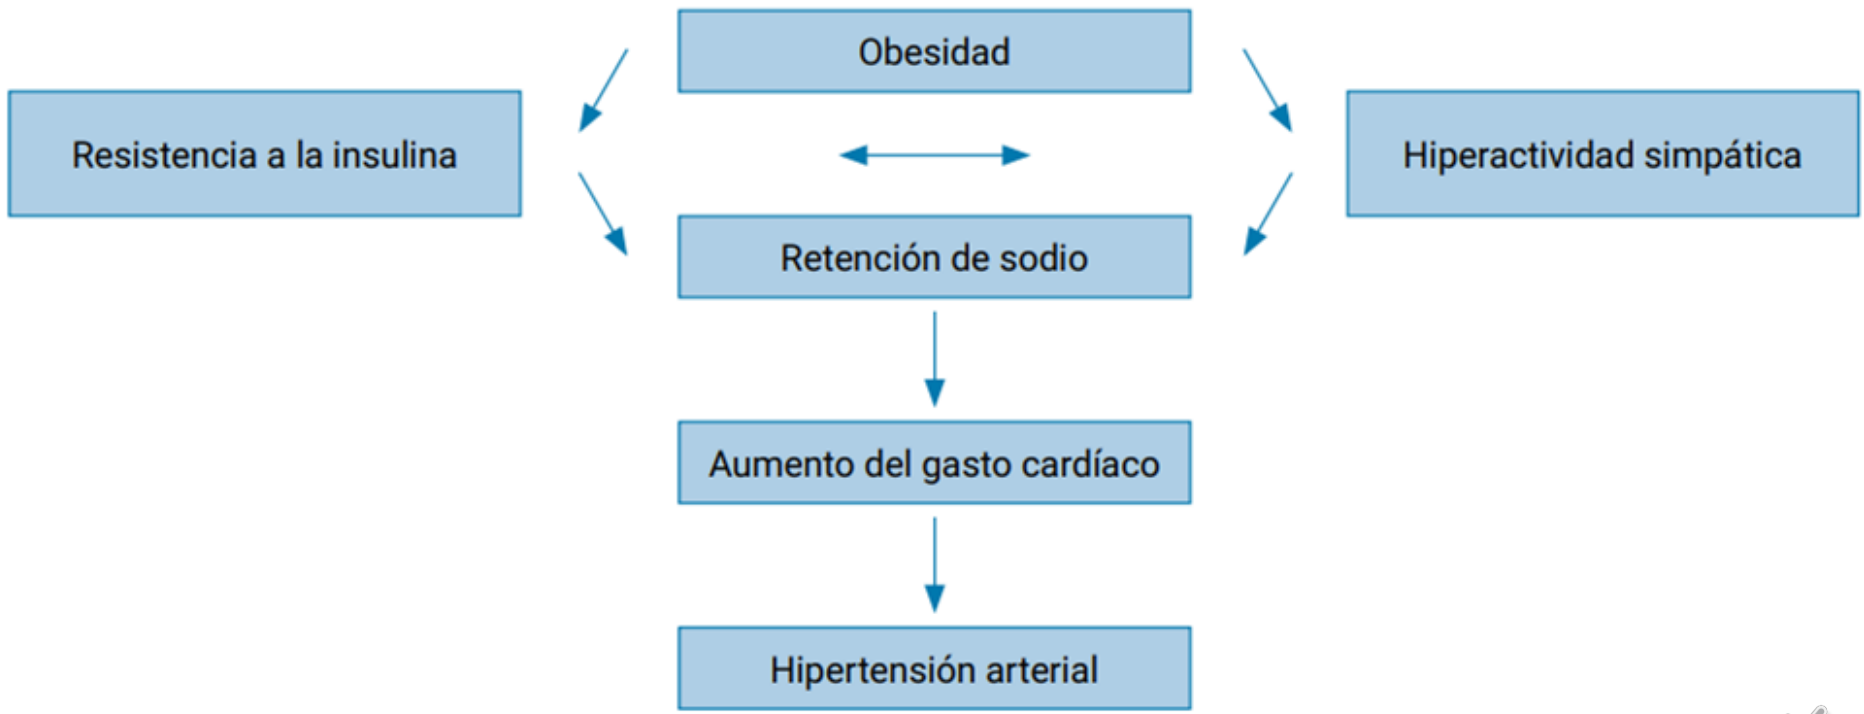 Obesidad
Resistencia a la insulina
Hiperactividad simpática
Retención de sodio
Aumento del gasto cardíaco
Hipertensión arterial